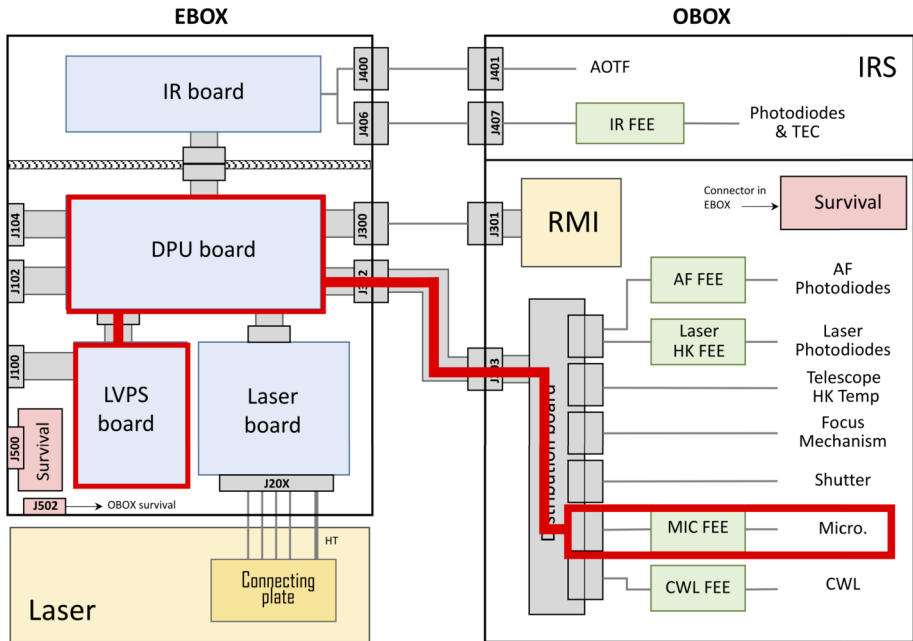 EBOX
OBOX
IR board
J400
J401
AOTF
IRS
J406
J407
IR FEE
Photodiodes
& TEC
J104
DPU board
J300
J301
RMI
Connector in
EBOX
Survival
J102
AF FEE
AF
Photodiodes
Laser
HK FEE
Laser
Photodiodes
J100
LVPS
board
Laser
board
Telescope
HK Temp
Focus
Mechanism
J500
Survival
Shutter
J20X
J502
OBOX survival
MIC FEE
Micro.
HT
Connecting
plate
CWL FEE
CWL
Laser